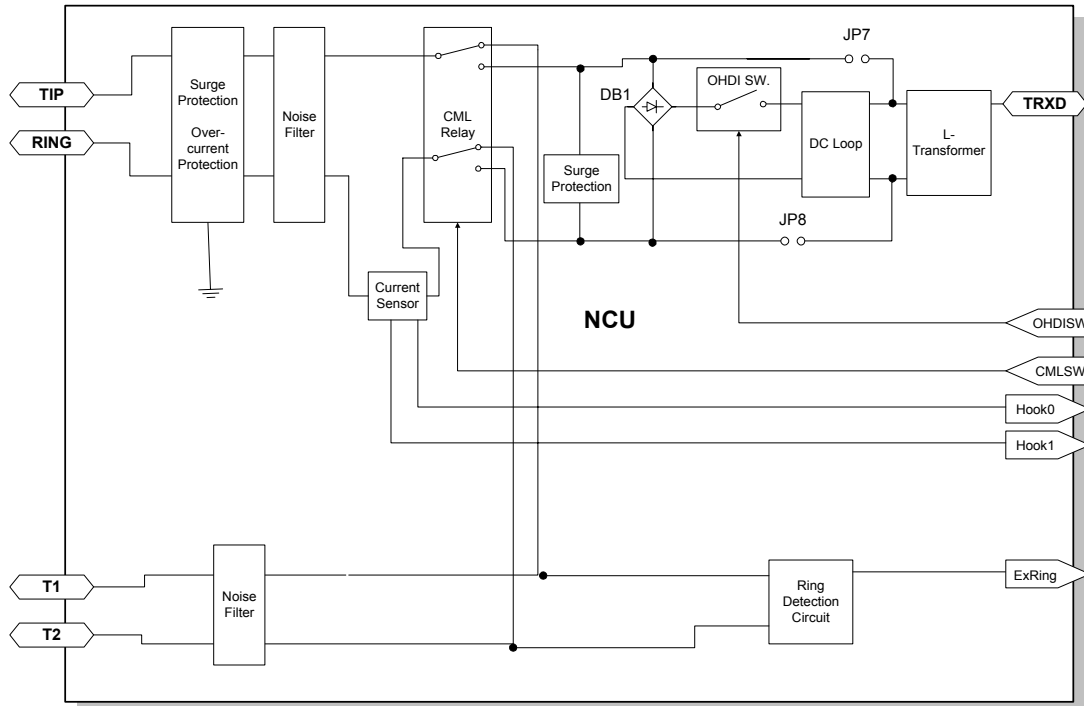 JP7
TIP
RING
Surge
Protection
Over-
current
Protection
Noise
Filter
CML
Relay
Surge
Protection
DB1
OHDI SW.
DC Loop
L-
Transformer
TRXD
JP8
Current
Sensor
NCU
OHDISW
CMLSW
Hook0
Hook1
T1
T2
Noise
Filter
Ring
Detection
Circuit
ExRing